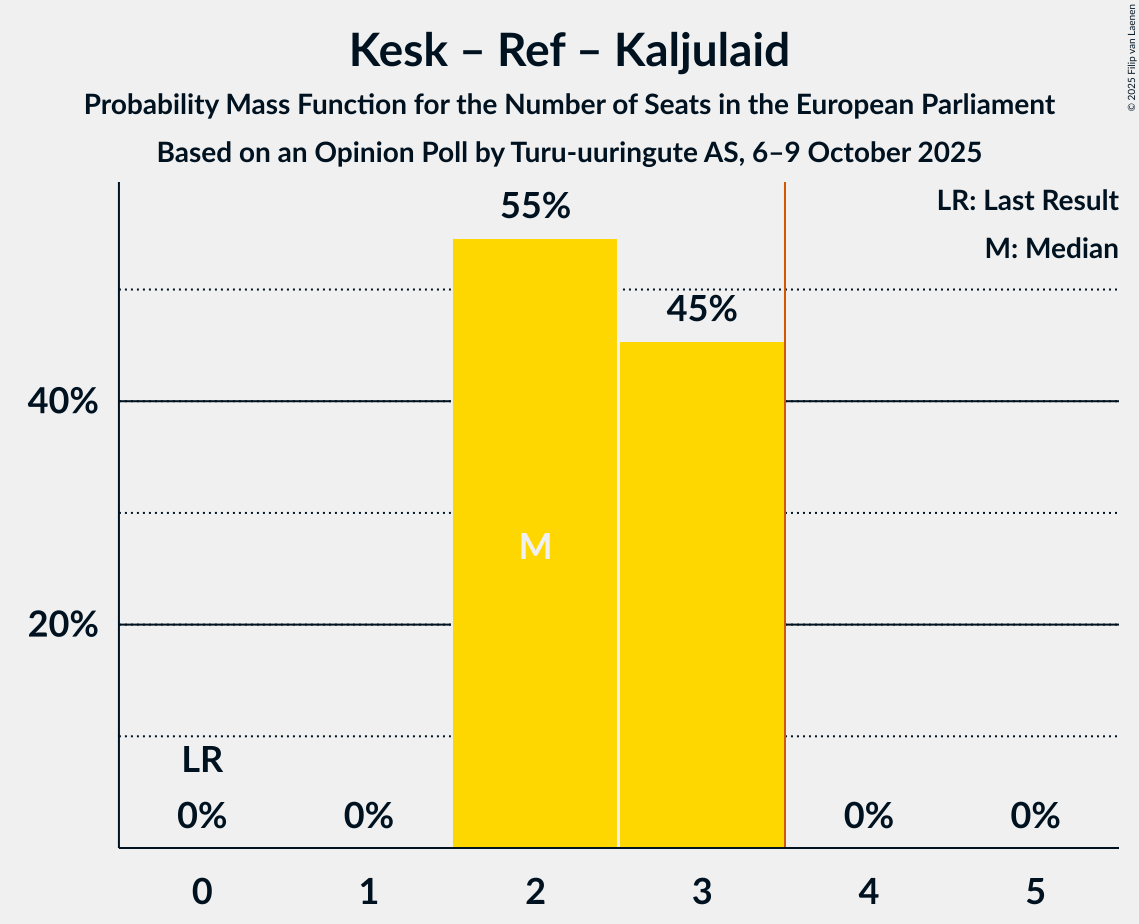 Kesk – Ref – Kaljulaid
Probability Mass Function for the Number of Seats in the European Parliament
Based on an Opinion Poll by Turu-uuringute AS, 6–9 October 2025
© 2025 Filip van Laenen
LR: Last Result
M: Median
55%
45%
40%
M
20%
LR
0%
0%
0%
0%
0
1
2
3
4
5